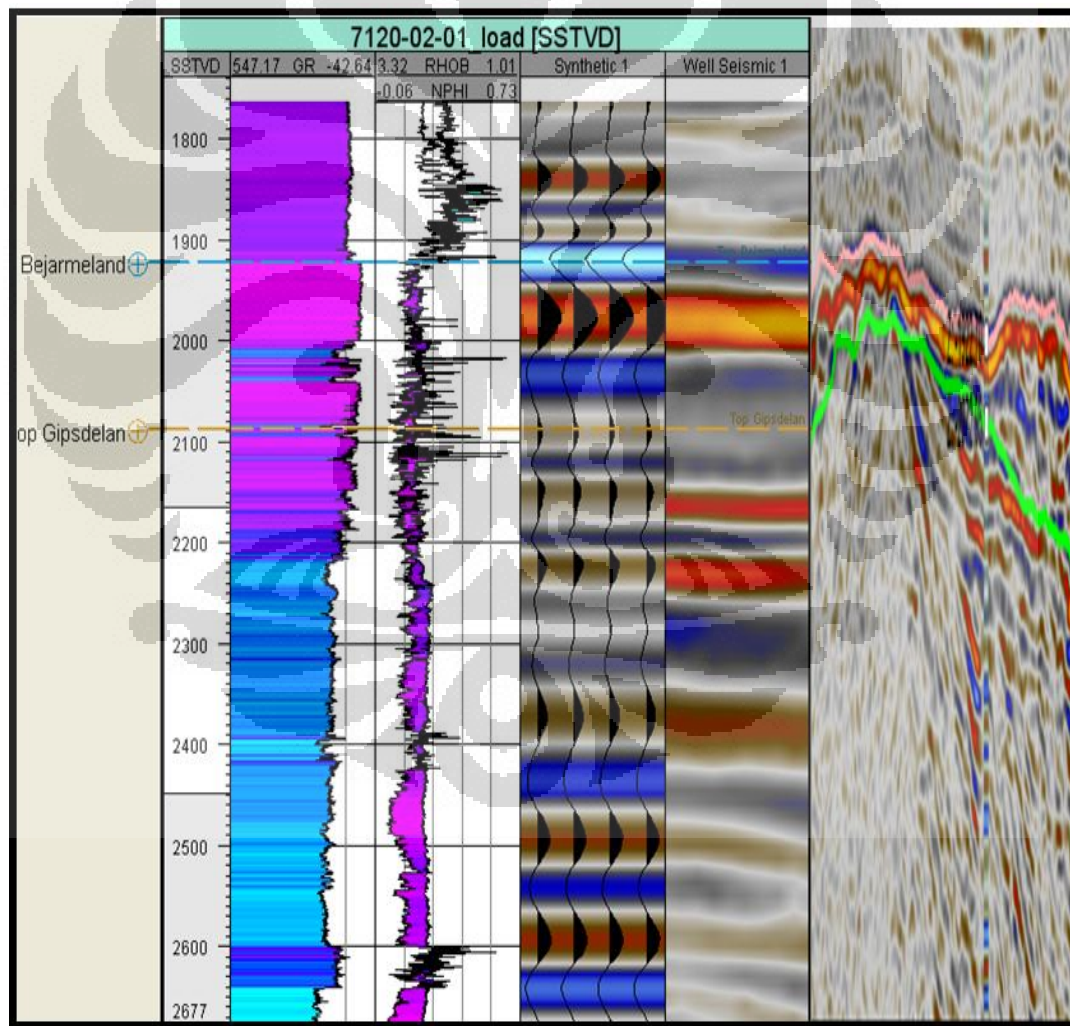 7120-02-01_load [SSTVD]
SSTVD 547.17 GR -42.64 3.32 RHOB 1.01 Synthetic 1 Well Seismic 1
-0.06 NPHI 0.73
1800
1900
Bejarmeland
2000
Top Gipsdelan
op Gipsdelan
2100
2200
2300
2400
2500
2600
2677